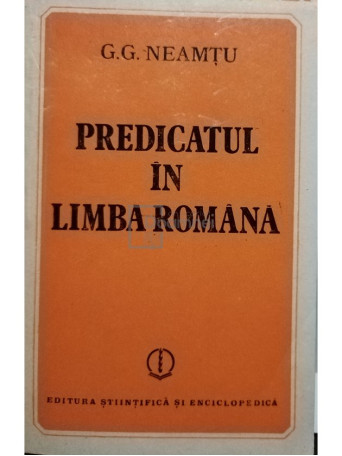 G.G. NEAMȚU
PREDICATUL
ÎN
LIMBA ROMÂNĂ
EDITURA ȘTIINȚIFICĂ ȘI ENCICLOPEDICĂ